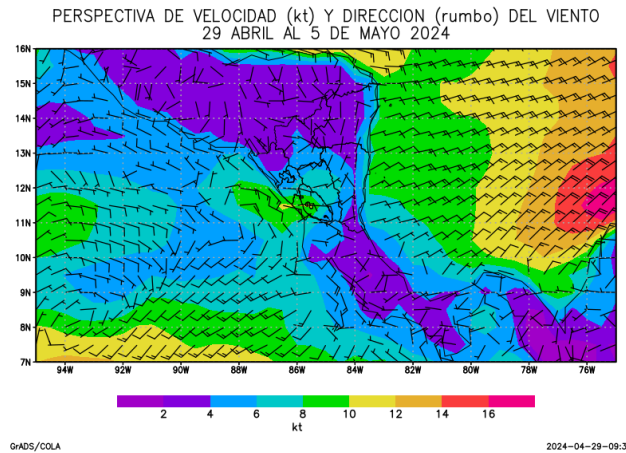 PERSPECTIVA DE VELOCIDAD (kt) Y DIRECCION (rumbo) DEL VIENTO
29 ABRIL AL 5 DE MAYO 2024
16N
15N
14N
13N
12N
11N
10N
9N
8N
7N
94W 92W 90W 88W 86W 84W 82W 80W 78W 76W
2 4 6 8 10 12 14 16
kt
GrADS/COLA 2024-04-29-09:3